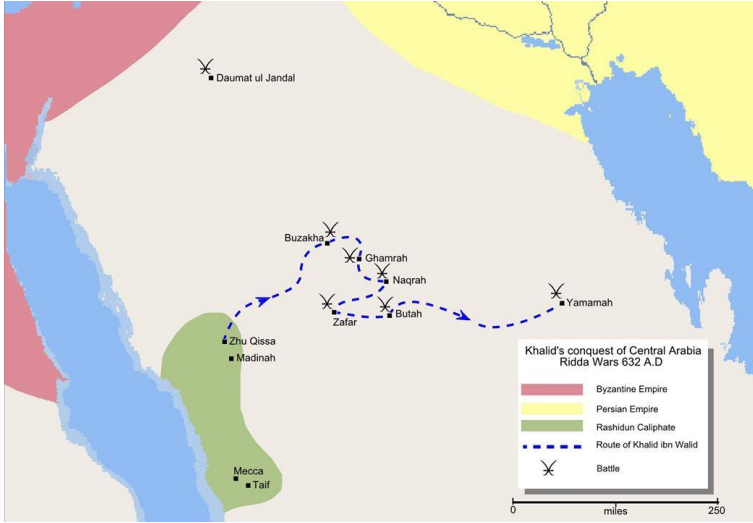 Daumat ul Jandal
Buzakha
Ghamrah
Naqrah
Yamamah
Zafar
Butah
Zhu Qissa
Madinah
Mecca
Taif
Khalid's conquest of Central Arabia
Ridda Wars 632 A.D
Byzantine Empire
Persian Empire
Rashidun Caliphate
Route of Khalid ibn Walid
Battle
0 miles 250